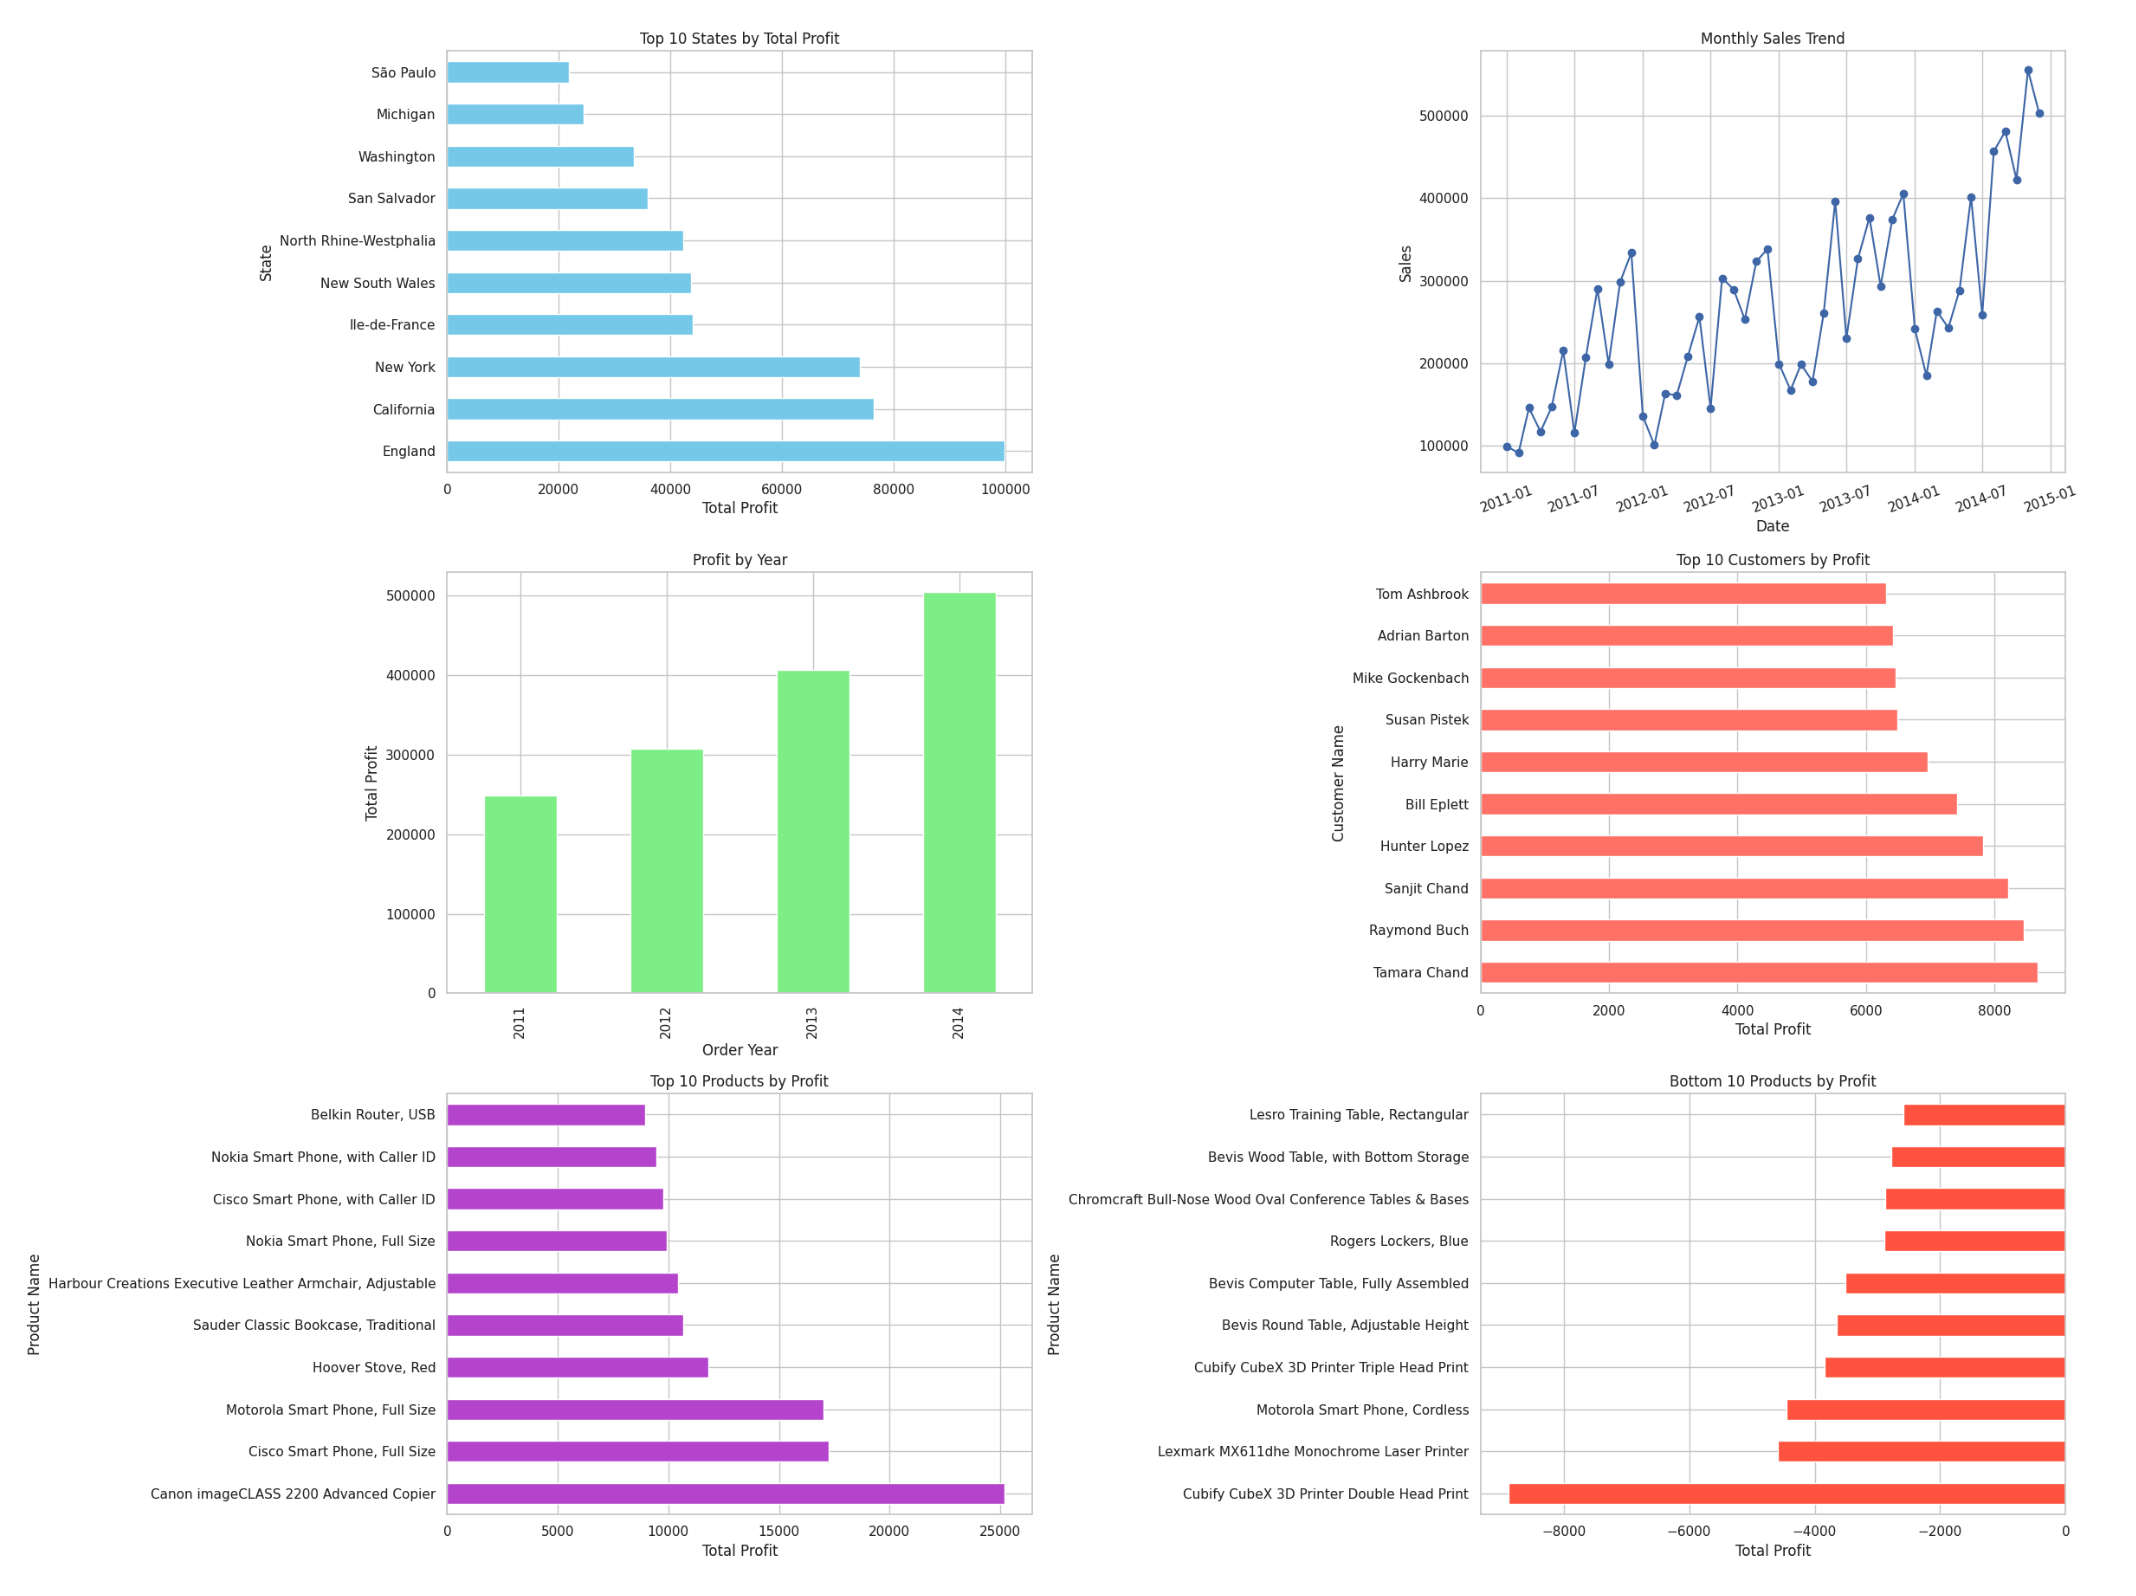 Top 10 States by Total Profit
State
São Paulo
Michigan
Washington
San Salvador
North Rhine-Westphalia
New South Wales
Ile-de-France
New York
California
England
0 20000 40000 60000 80000 100000
Total Profit
Monthly Sales Trend
Sales
500000
400000
300000
200000
100000
2011-01 2011-07 2012-01 2012-07 2013-01 2013-07 2014-01 2014-07 2015-01
Date
Profit by Year
Total Profit
500000
400000
300000
200000
100000
0
2011 2012 2013 2014
Order Year
Top 10 Customers by Profit
Customer Name
Tom Ashbrook
Adrian Barton
Mike Gockenbach
Susan Pistek
Harry Marie
Bill Eplett
Hunter Lopez
Sanjit Chand
Raymond Buch
Tamara Chand
0 2000 4000 6000 8000
Total Profit
Top 10 Products by Profit
Product Name
Belkin Router, USB
Nokia Smart Phone, with Caller ID
Cisco Smart Phone, with Caller ID
Nokia Smart Phone, Full Size
Harbour Creations Executive Leather Armchair, Adjustable
Sauder Classic Bookcase, Traditional
Hoover Stove, Red
Motorola Smart Phone, Full Size
Cisco Smart Phone, Full Size
Canon imageCLASS 2200 Advanced Copier
0 5000 10000 15000 20000 25000
Total Profit
Bottom 10 Products by Profit
Product Name
Lesro Training Table, Rectangular
Bevis Wood Table, with Bottom Storage
Chromcraft Bull-Nose Wood Oval Conference Tables & Bases
Rogers Lockers, Blue
Bevis Computer Table, Fully Assembled
Bevis Round Table, Adjustable Height
Cubify CubeX 3D Printer Triple Head Print
Motorola Smart Phone, Cordless
Lexmark MX611dhe Monochrome Laser Printer
Cubify CubeX 3D Printer Double Head Print
−8000 −6000 −4000 −2000 0
Total Profit